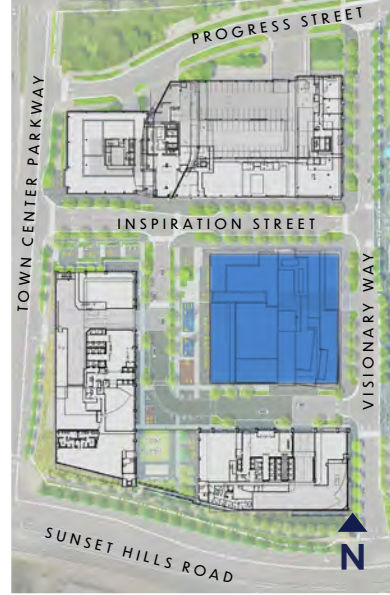 PROGRESS STREET
TOWN CENTER PARKWAY
INSPIRATION STREET
VISIONARY WAY
SUNSET HILLS ROAD
N